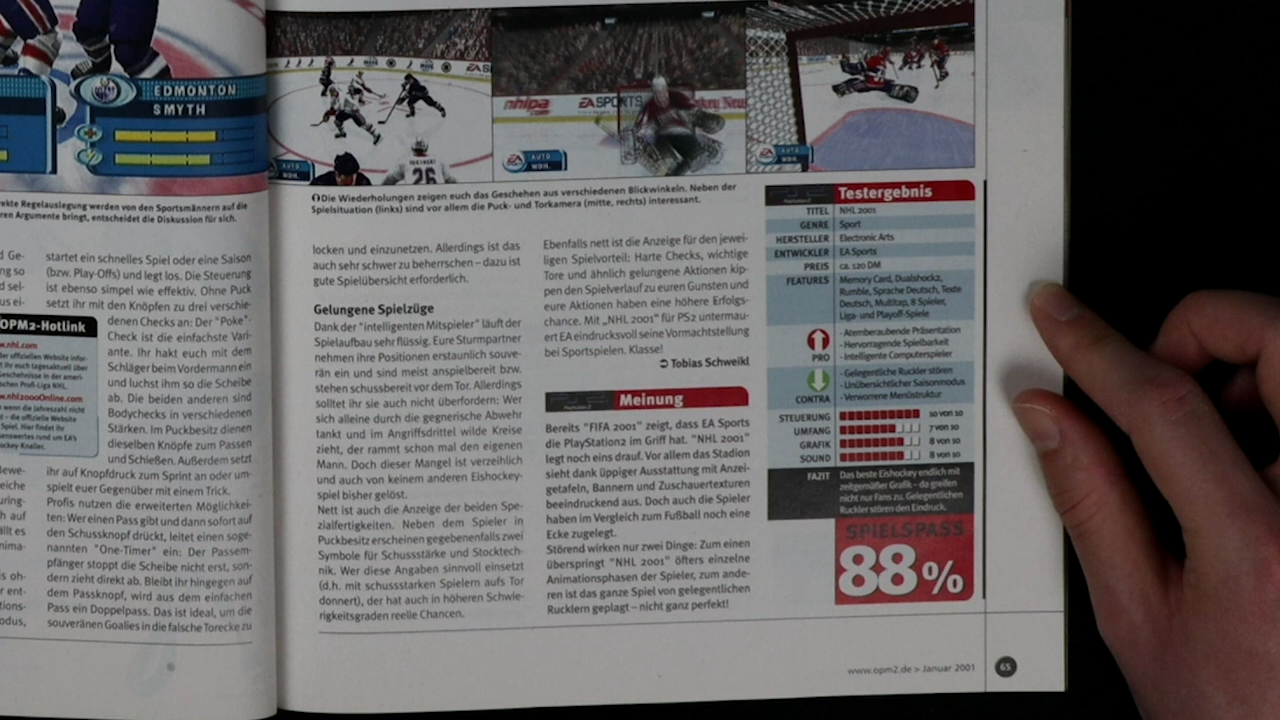 EDMONTON
SMYTH
rekte Regelauslegung werden von den Sportsmännern auf die
ren Argumente bringt, entscheidet die Diskussion für sich.
startet ein schnelles Spiel oder eine Saison
(bzw. Play-Offs) und legt los. Die Steuerung
ist ebenso simpel wie effektiv. Ohne Puck
setzt ihr mit den Knöpfen zu drei verschie-
denen Checks an: Der "Poke"-
Check ist die einfachste Vari-
ante. Ihr hakt euch mit dem
Schläger beim Vordermann ein
und luchst ihm so die Scheibe
ab. Die beiden anderen sind
Bodychecks in verschiedenen
Stärken. Im Puckbesitz dienen
dieselben Knöpfe zum Passen
und Schießen. Außerdem setzt
ihr auf Knopfdruck zum Sprint an oder um-
spielt euer Gegenüber mit einem Trick.
Profis nutzen die erweiterten Möglichkei-
ten: Wer einen Pass gibt und dann sofort auf
den Schussknopf drückt, leitet einen soge-
nannten "One-Timer" ein: Der Passem-
pfänger stoppt die Scheibe nicht erst, son-
dern zieht direkt ab. Bleibt ihr hingegen auf
dem Passknopf, wird aus dem einfachen
Pass ein Doppelpass. Das ist ideal, um die
souveränen Goalies in die falsche Torecke zu
OPM2-Hotlink
w.nhl.com
w.nhl2000Online.com
26
AUTO
WDH.
nhlpa
EA SPORTS
AUTO
WDH.
AUTO
WDH.
Die Wiederholungen zeigen euch das Geschehen aus verschiedenen Blickwinkeln. Neben der
Spielsituation (links) sind vor allem die Puck- und Torkamera (mitte, rechts) interessant.
locken und einzunetzen. Allerdings ist das
auch sehr schwer zu beherrschen – dazu ist
gute Spielübersicht erforderlich.
Gelungene Spielzüge
Dank der "intelligenten Mitspieler" läuft der
Spielaufbau sehr flüssig. Eure Sturmpartner
nehmen ihre Positionen erstaunlich souve-
rän ein und sind meist anspielbereit bzw.
stehen schussbereit vor dem Tor. Allerdings
solltet ihr sie auch nicht überfordern: Wer
sich alleine durch die gegnerische Abwehr
tankt und im Angriffsdrittel wilde Kreise
zieht, der rammt schon mal den eigenen
Mann. Doch dieser Mangel ist verzeihlich
und auch von keinem anderen Eishockey-
spiel bisher gelöst.
Nett ist auch die Anzeige der beiden Spe-
zialfertigkeiten. Neben dem Spieler in
Puckbesitz erscheinen gegebenenfalls zwei
Symbole für Schussstärke und Stocktech-
nik. Wer diese Angaben sinnvoll einsetzt
(d.h. mit schussstarken Spielern aufs Tor
donnert), der hat auch in höheren Schwie-
rigkeitsgraden reelle Chancen.
Ebenfalls nett ist die Anzeige für den jewei-
ligen Spielvorteil: Harte Checks, wichtige
Tore und ähnlich gelungene Aktionen kip-
pen den Spielverlauf zu euren Gunsten und
eure Aktionen haben eine höhere Erfolgs-
chance. Mit „NHL 2001“ für PS2 untermau-
ert EA eindrucksvoll seine Vormachtstellung
bei Sportspielen. Klasse!
Tobias Schweikl
Meinung
Bereits "FIFA 2001" zeigt, dass EA Sports
die PlayStation2 im Griff hat. "NHL 2001"
legt noch eins drauf. Vor allem das Stadon
sieht dank üppiger Ausstattung mit Anzei-
getafeln, Bannern und Zuschauertexturen
beeindruckend aus. Doch auch die Spieler
haben im Vergleich zum Fußball noch eine
Ecke zugelegt.
Störend wirken nur zwei Dinge: Zum einen
überspringt "NHL 2001" öfters einzelne
Animationsphasen der Spieler, zum ande-
ren ist das ganze Spiel von gelegentlichen
Rucklern geplagt – nicht ganz perfekt!
Testergebnis
TITEL NHL 2001
GENRE Sport
HERSTELLER Electronic Arts
ENTWICKLER EA Sports
PREIS ca. 120 DM
FEATURES Memory Card, Dualshock2,
Rumble, Sprache Deutsch, Texte
Deutsch, Multitap, 8 Spieler,
Liga- und Playoff-Spiele
PRO - Atemberaubende Präsentation
- Hervorragende Spielbarkeit
- Intelligente Computerspieler
CONTRA - Gelegentliche Ruckler stören
- Unübersichtlicher Saisonmodus
- Verworrene Menüstruktur
STEUERUNG 10 von 10
UMFANG 7 von 10
GRAFIK 8 von 10
SOUND 8 von 10
FAZIT Das beste Eishockey endlich mit
zeitgemäßer Grafik – da greifen
nicht nur Fans zu. Gelegentlichen
Ruckler stören den Eindruck.
SPIELSPASS
88%
www.opm2.de > Januar 2001
65